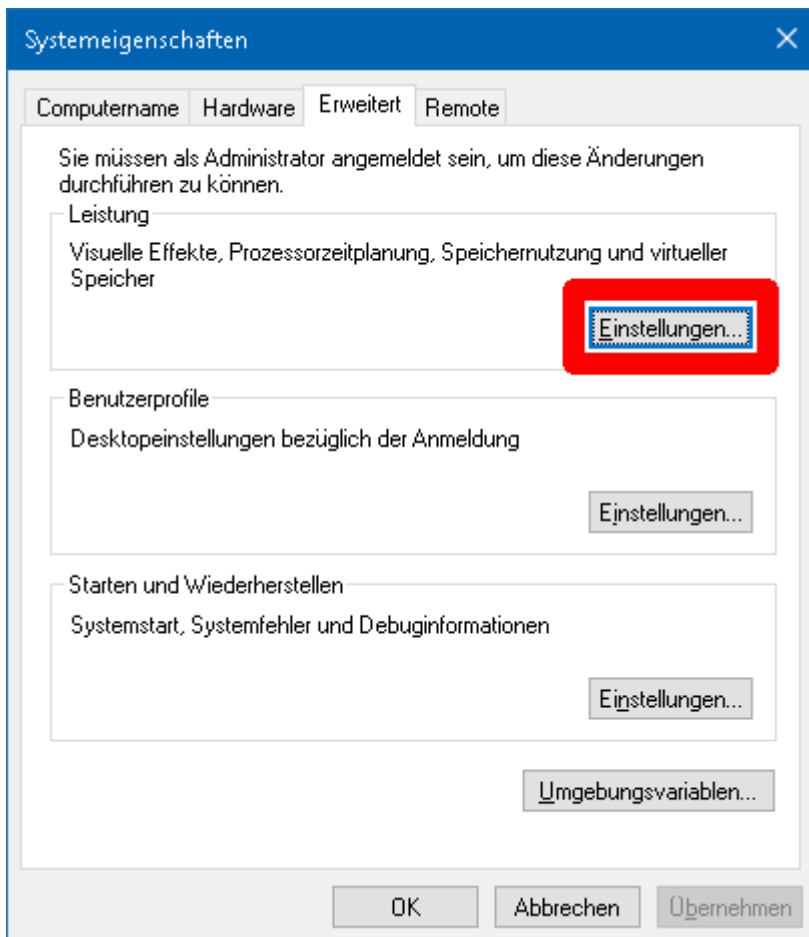 Systemeigenschaften
Computername Hardware Erweitert Remote
Sie müssen als Administrator angemeldet sein, um diese Änderungen
durchführen zu können.
Leistung
Visuelle Effekte, Prozessorzeitplanung, Speichernutzung und virtueller
Speicher
Einstellungen...
Benutzerprofile
Desktopeinstellungen bezüglich der Anmeldung
Einstellungen...
Starten und Wiederherstellen
Systemstart, Systemfehler und Debuginformationen
Einstellungen...
Umgebungsvariablen...
OK Abbrechen Übernehmen